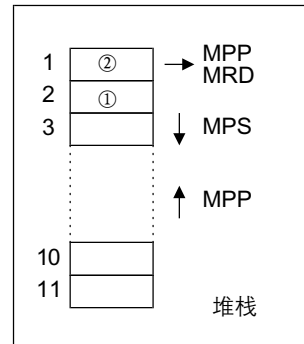 1 ② → MPP
MRD
2 ①
3 ↓ MPS
↑ MPP
10
11
堆栈